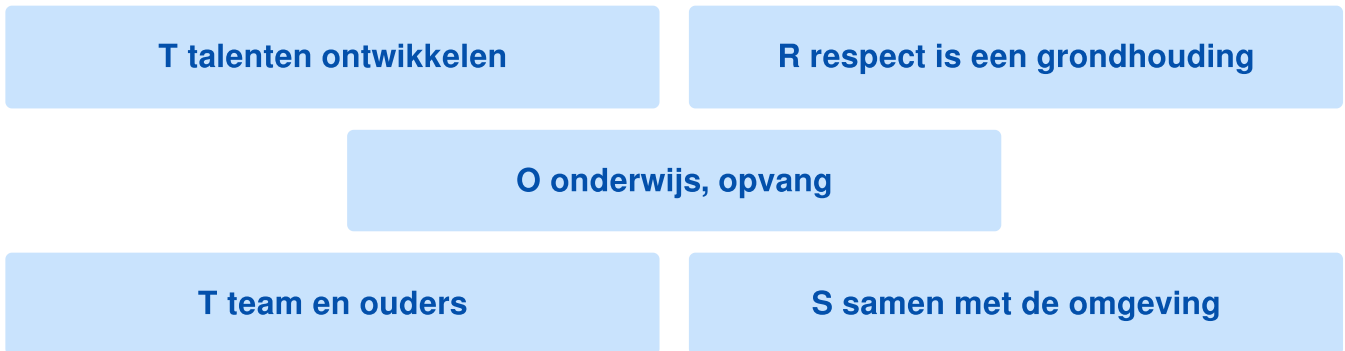 T talenten ontwikkelen
R respect is een grondhouding
O onderwijs, opvang
T team en ouders
S samen met de omgeving